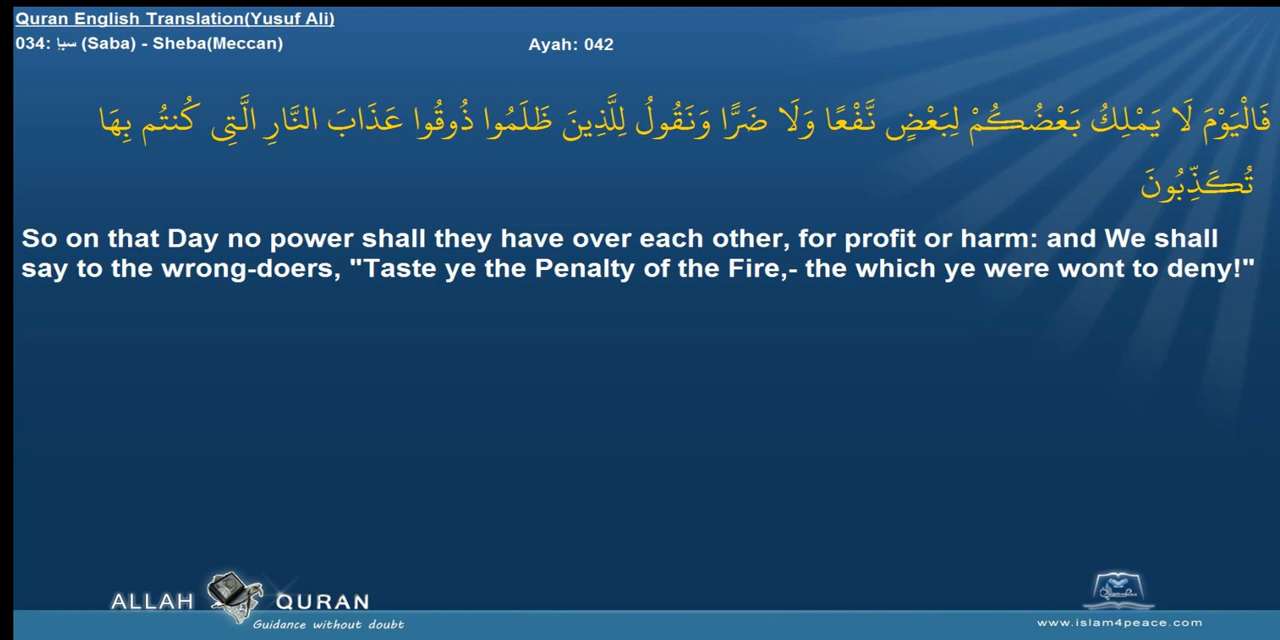 Quran English Translation(Yusuf Ali)
034: سبإ (Saba) - Sheba(Meccan)
Ayah: 042
فَالْيَوْمَ لَا يَمْلِكُ بَعْضُكُمْ لِبَعْضٍ نَّفْعًا وَلَا ضَرًّا وَنَقُولُ لِلَّذِينَ ظَلَمُوا ذُوقُوا عَذَابَ النَّارِ الَّتِى كُنتُم بِهَا
تُكَذِّبُونَ
So on that Day no power shall they have over each other, for profit or harm: and We shall
say to the wrong-doers, "Taste ye the Penalty of the Fire,- the which ye were wont to deny!"
ALLAH QURAN
Guidance without doubt
www.islam4peace.com